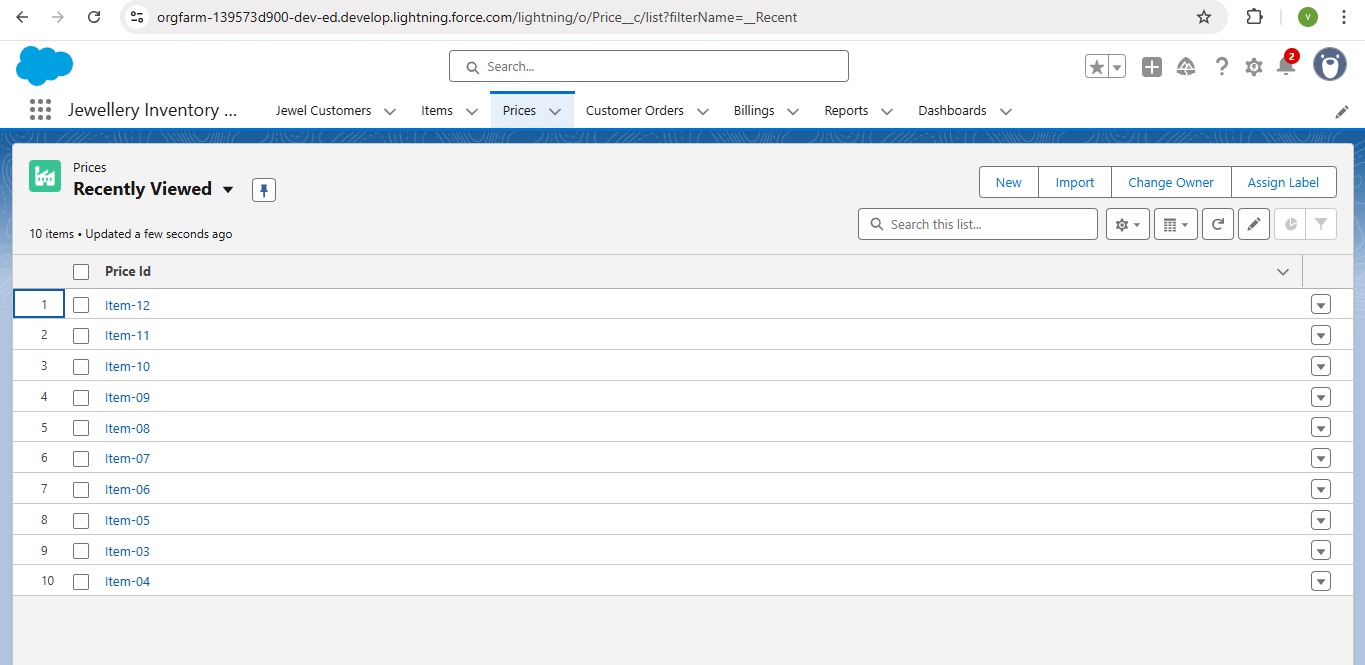 orgfarm-139573d900-dev-ed.develop.lightning.force.com/lightning/o/Price__c/list?filterName=__Recent
V
Search...
2
Jewellery Inventory ... Jewel Customers Items Prices Customer Orders Billings Reports Dashboards
Prices
Recently Viewed
New Import Change Owner Assign Label
10 items • Updated a few seconds ago
Search this list...
Price Id
1 Item-12
2 Item-11
3 Item-10
4 Item-09
5 Item-08
6 Item-07
7 Item-06
8 Item-05
9 Item-03
10 Item-04